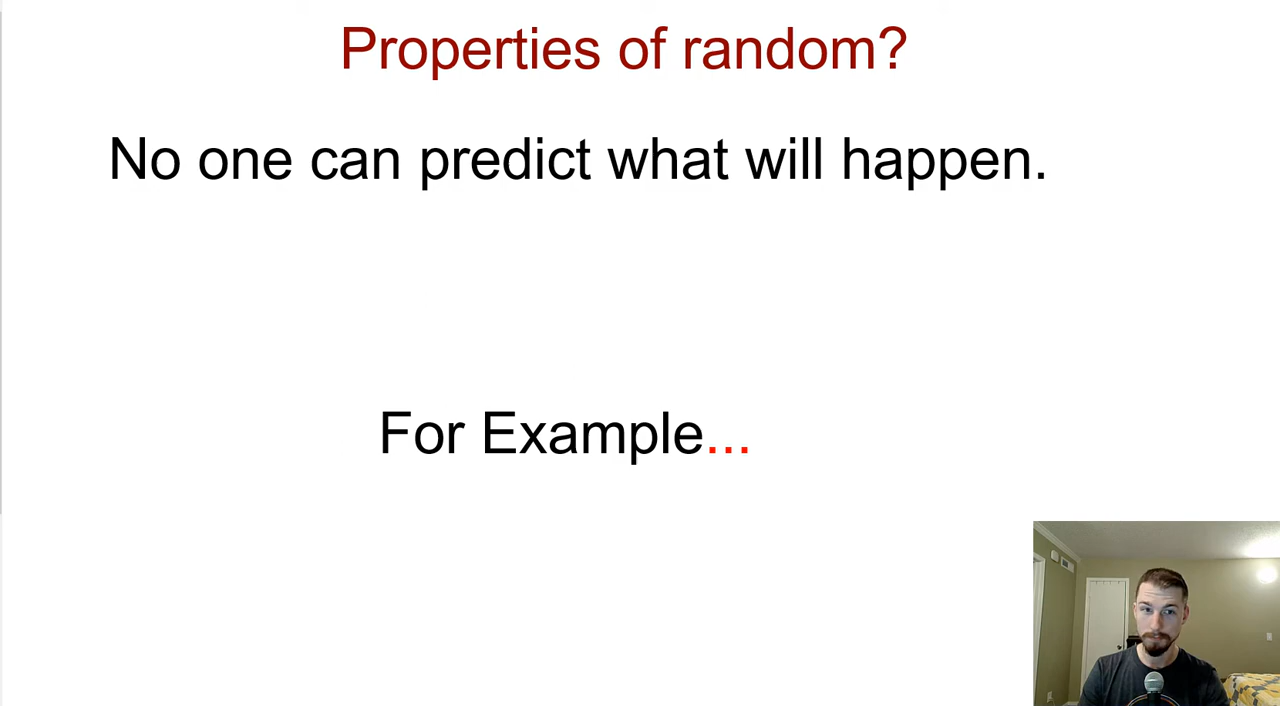 Properties of random?
No one can predict what will happen.
For Example...